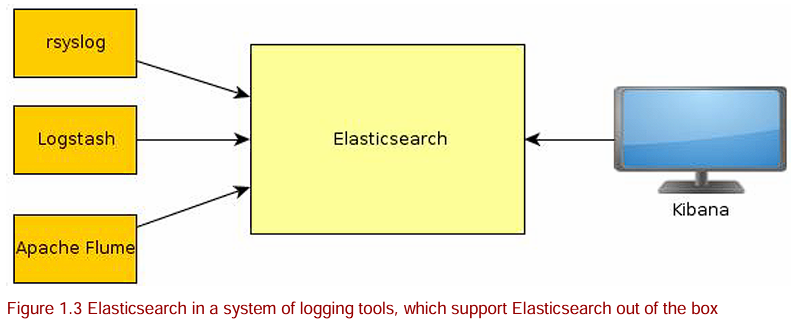 rsyslog
Logstash
Apache Flume
Elasticsearch
Kibana
Figure 1.3 Elasticsearch in a system of logging tools, which support Elasticsearch out of the box